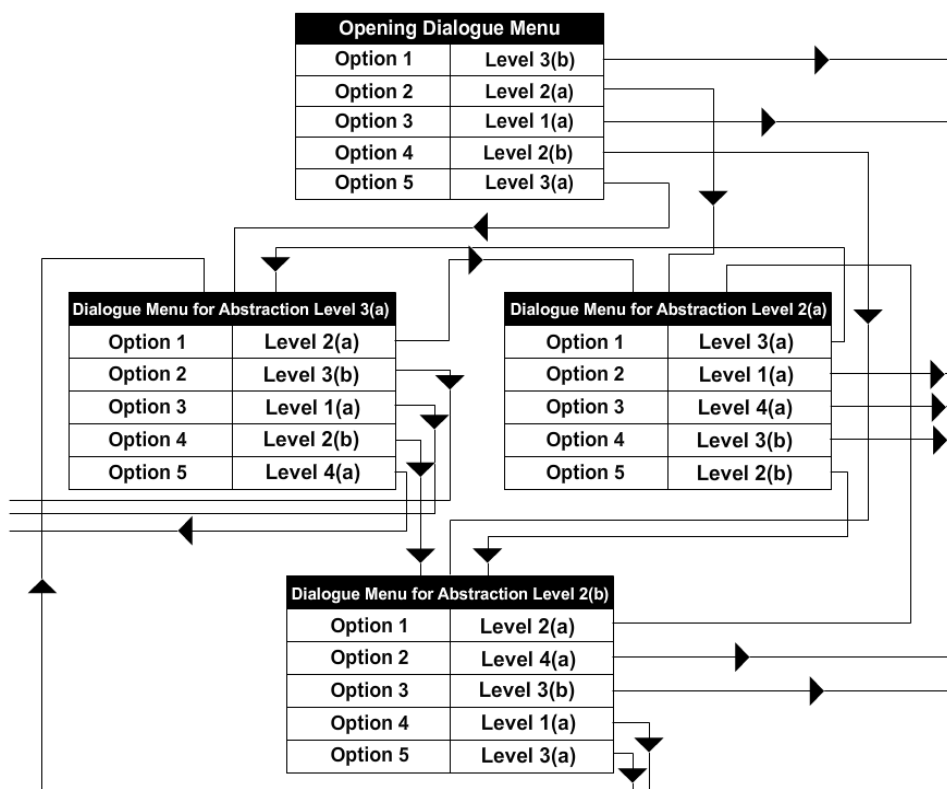 Opening Dialogue Menu
Option 1 Level 3(b)
Option 2 Level 2(a)
Option 3 Level 1(a)
Option 4 Level 2(b)
Option 5 Level 3(a)
Dialogue Menu for Abstraction Level 3(a)
Option 1 Level 2(a)
Option 2 Level 3(b)
Option 3 Level 1(a)
Option 4 Level 2(b)
Option 5 Level 4(a)
Dialogue Menu for Abstraction Level 2(a)
Option 1 Level 3(a)
Option 2 Level 1(a)
Option 3 Level 4(a)
Option 4 Level 3(b)
Option 5 Level 2(b)
Dialogue Menu for Abstraction Level 2(b)
Option 1 Level 2(a)
Option 2 Level 4(a)
Option 3 Level 3(b)
Option 4 Level 1(a)
Option 5 Level 3(a)